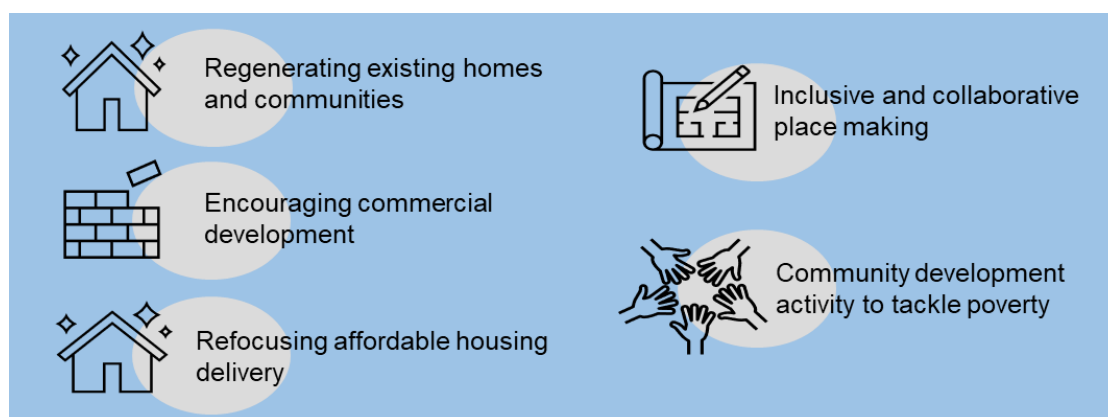 Regenerating existing homes
and communities
Encouraging commercial
development
Refocusing affordable housing
delivery
Inclusive and collaborative
place making
Community development
activity to tackle poverty